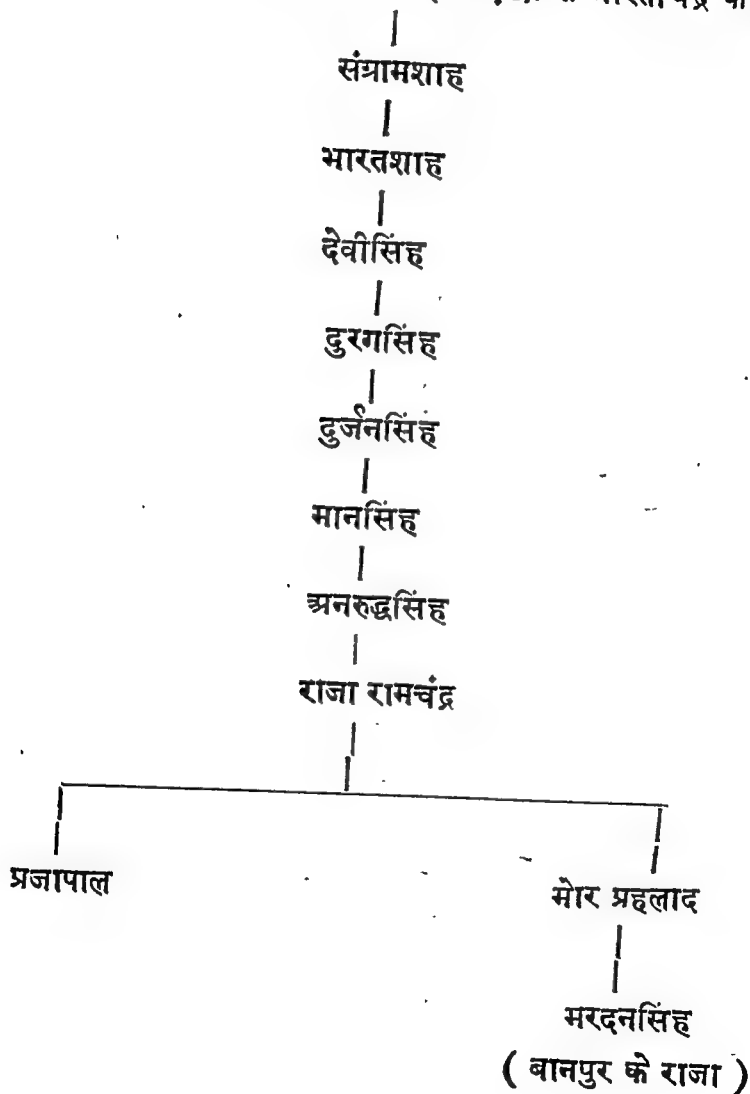 संग्रामशाह
भारतशाह
देवीसिंह
दुरगसिंह
दुर्जनसिंह
मानसिंह
अनरुद्धसिंह
राजा रामचंद्र
प्रजापाल
मोर प्रहलाद
मरदनसिंह
( बानपुर के राजा )